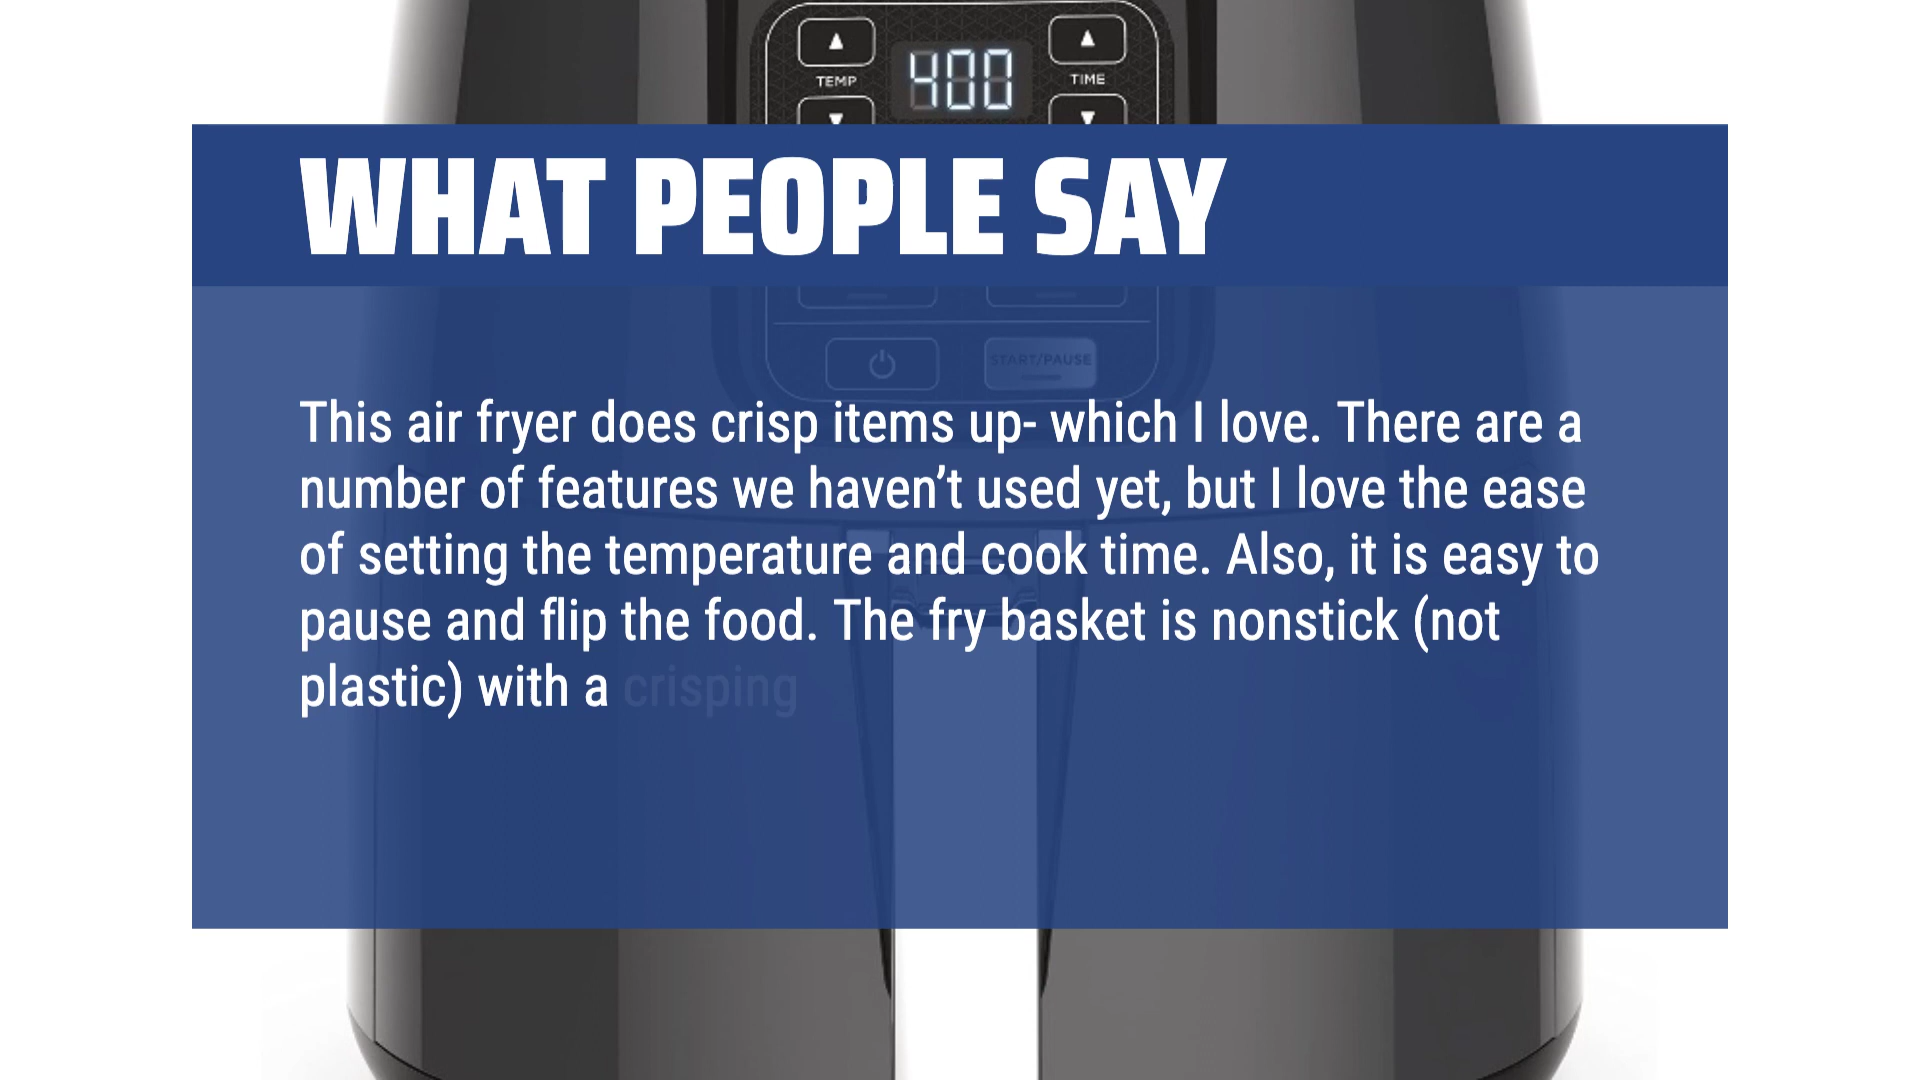 TEMP
400
TIME
WHAT PEOPLE SAY
START/PAUSE
This air fryer does crisp items up- which I love. There are a
number of features we haven’t used yet, but I love the ease
of setting the temperature and cook time. Also, it is easy to
pause and flip the food. The fry basket is nonstick (not
plastic) with a crisping